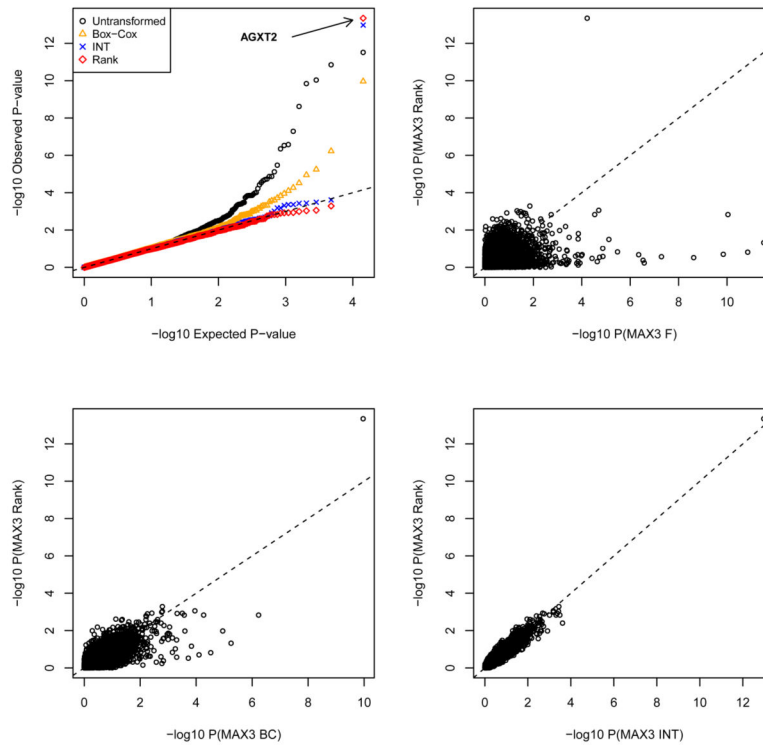 Untransformed
Box−Cox
INT
Rank
AGXT2
−log10 Observed P−value
0 2 4 6 8 10 12
0 1 2 3 4
−log10 Expected P−value
−log10 P(MAX3 Rank)
0 2 4 6 8 10 12
0 2 4 6 8 10
−log10 P(MAX3 F)
−log10 P(MAX3 Rank)
0 2 4 6 8 10 12
0 2 4 6 8 10
−log10 P(MAX3 BC)
−log10 P(MAX3 Rank)
0 2 4 6 8 10 12
0 2 4 6 8 10 12
−log10 P(MAX3 INT)